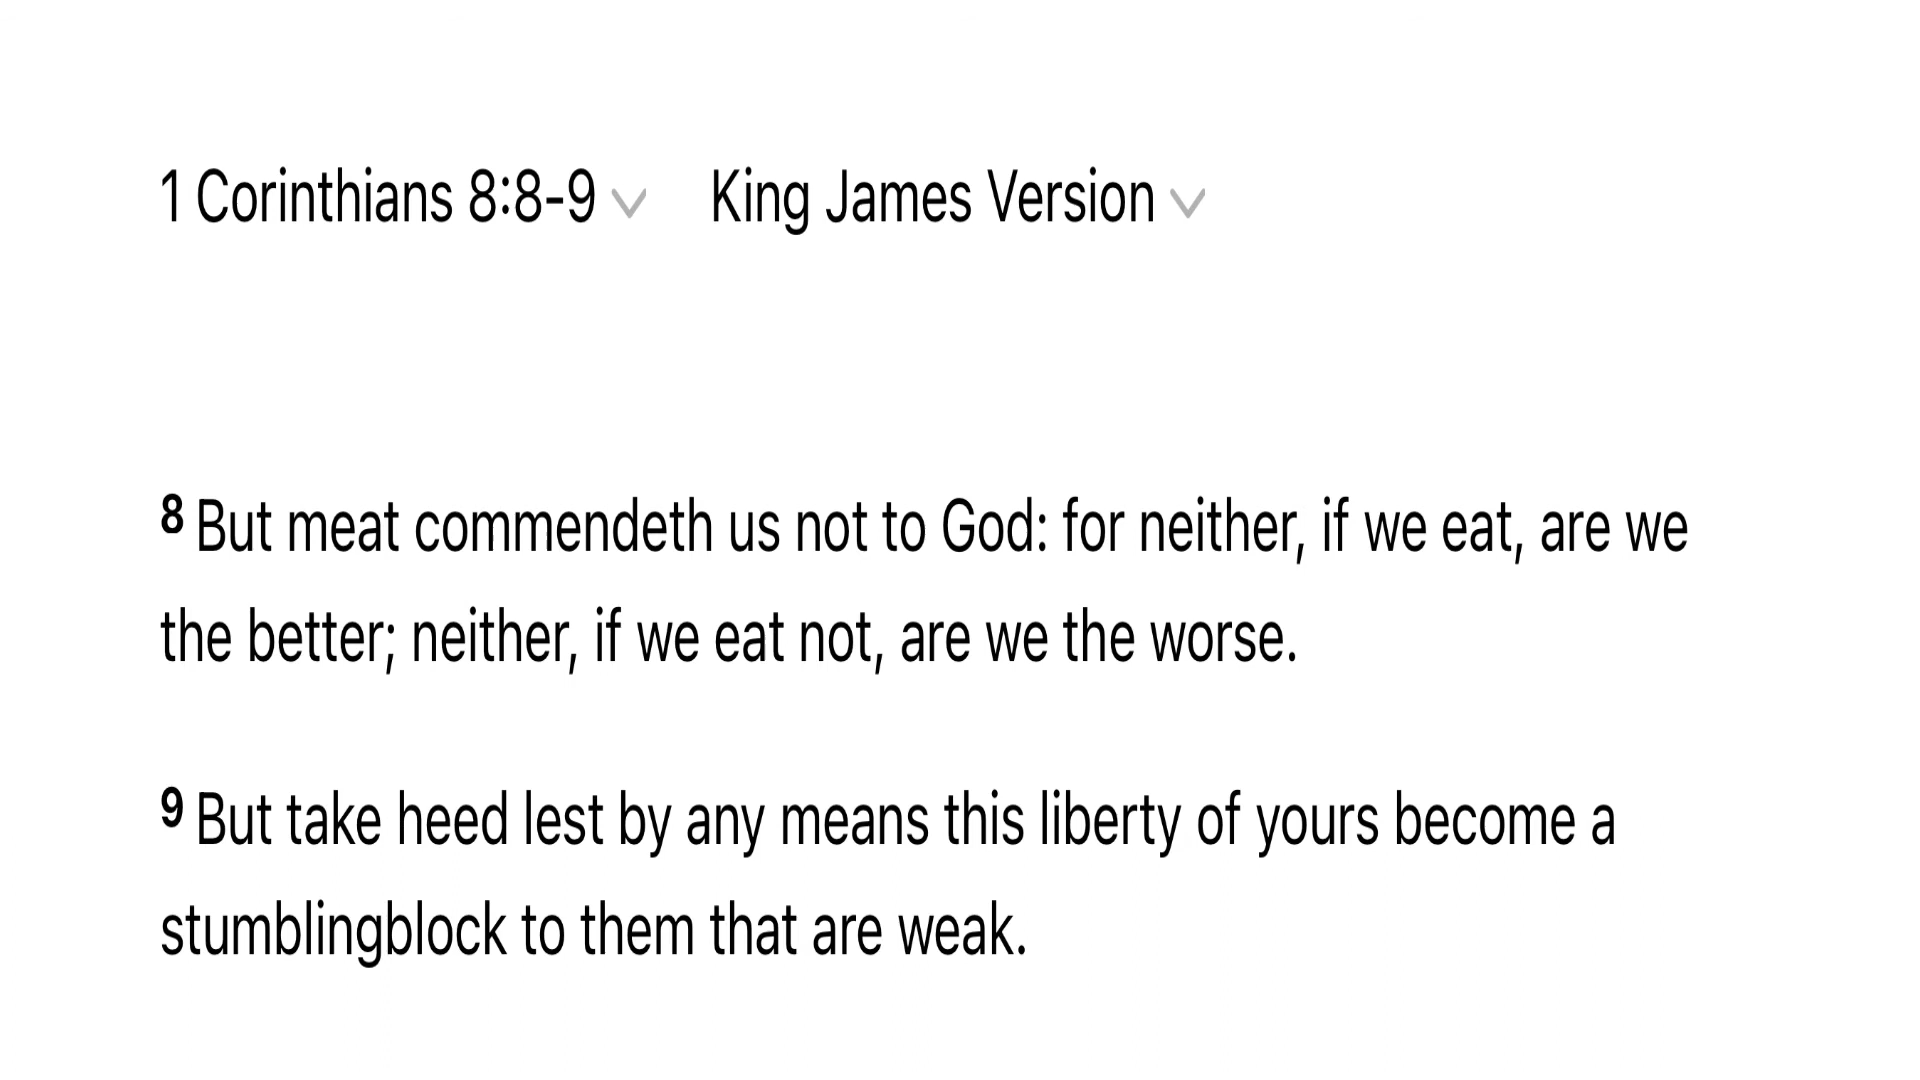 1 Corinthians 8:8-9 King James Version
8 But meat commendeth us not to God: for neither, if we eat, are we
the better; neither, if we eat not, are we the worse.
9 But take heed lest by any means this liberty of yours become a
stumblingblock to them that are weak.